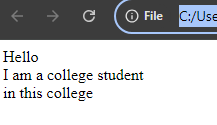 File C:/Use
Hello
I am a college student
in this college